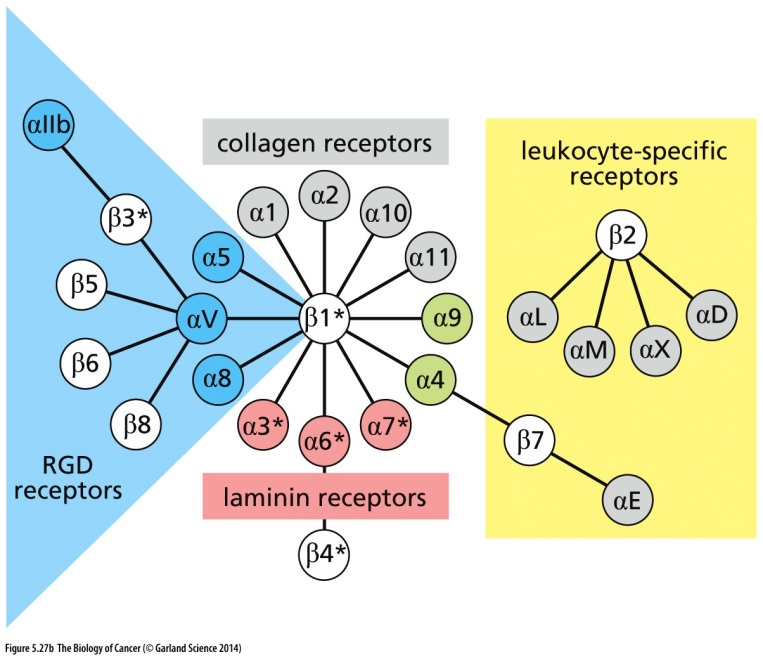 αIIb
β3*
β5
αV
β6
β8
RGD
receptors
collagen receptors
α1
α2
α10
α5
α11
β1*
α9
α8
α4
α3*
α6*
α7*
laminin receptors
β4*
leukocyte-specific
receptors
β2
αL
αM
αX
αD
β7
αE
Figure 5.27b The Biology of Cancer (© Garland Science 2014)